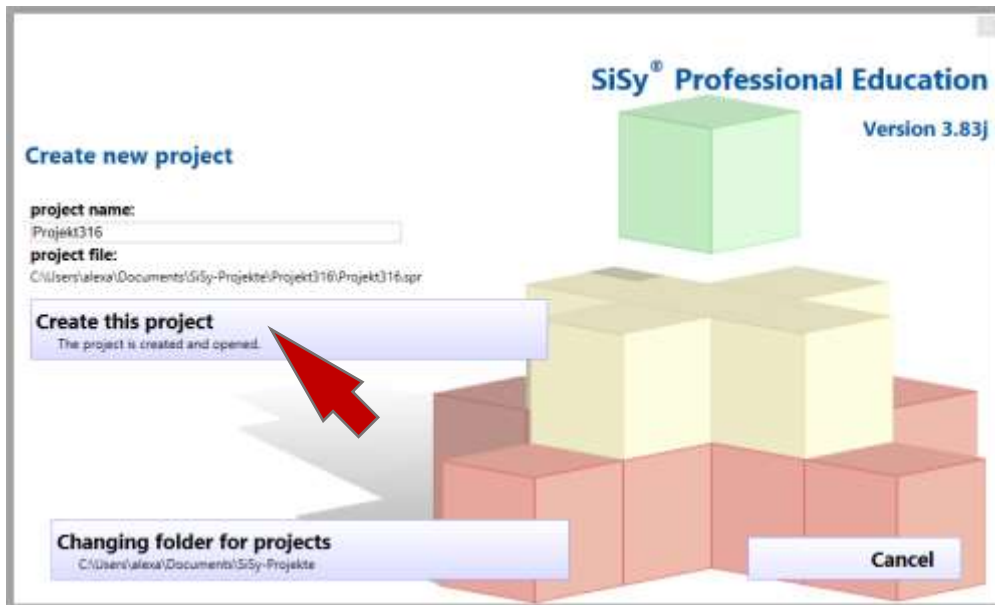 SiSy® Professional Education
Version 3.83j
Create new project
project name:
Projekt316
project file:
C:\Users\alexa\Documents\SiSy-Projekte\Projekt316\Projekt316.spr
Create this project
The project is created and opened.
Changing folder for projects
C:\Users\alexa\Documents\SiSy-Projekte
Cancel